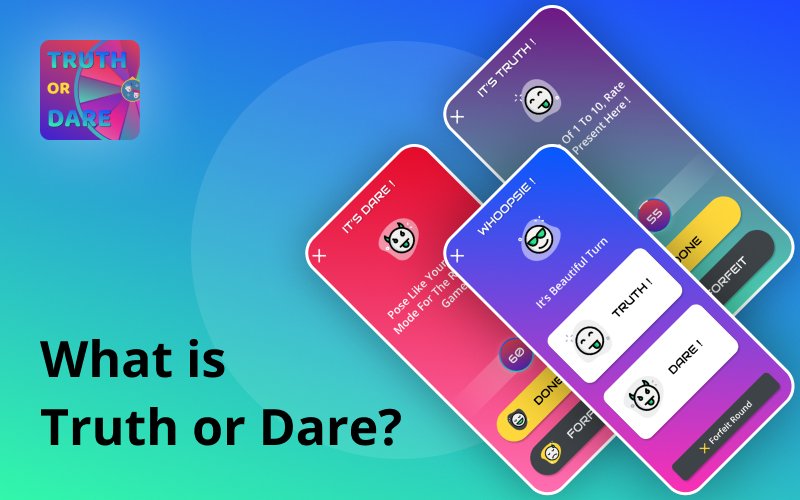 TRUTH
OR
DARE
What is
Truth or Dare?
IT'S TRUTH !
Of 1 To 10, Rate
Present Here !
55
DONE
FORFEIT
IT'S DARE !
Pose Like Your
Mode For The
Game
60
DONE
WHOOPSIE !
It's Beautiful Turn
TRUTH !
DARE !
Forfeit Round